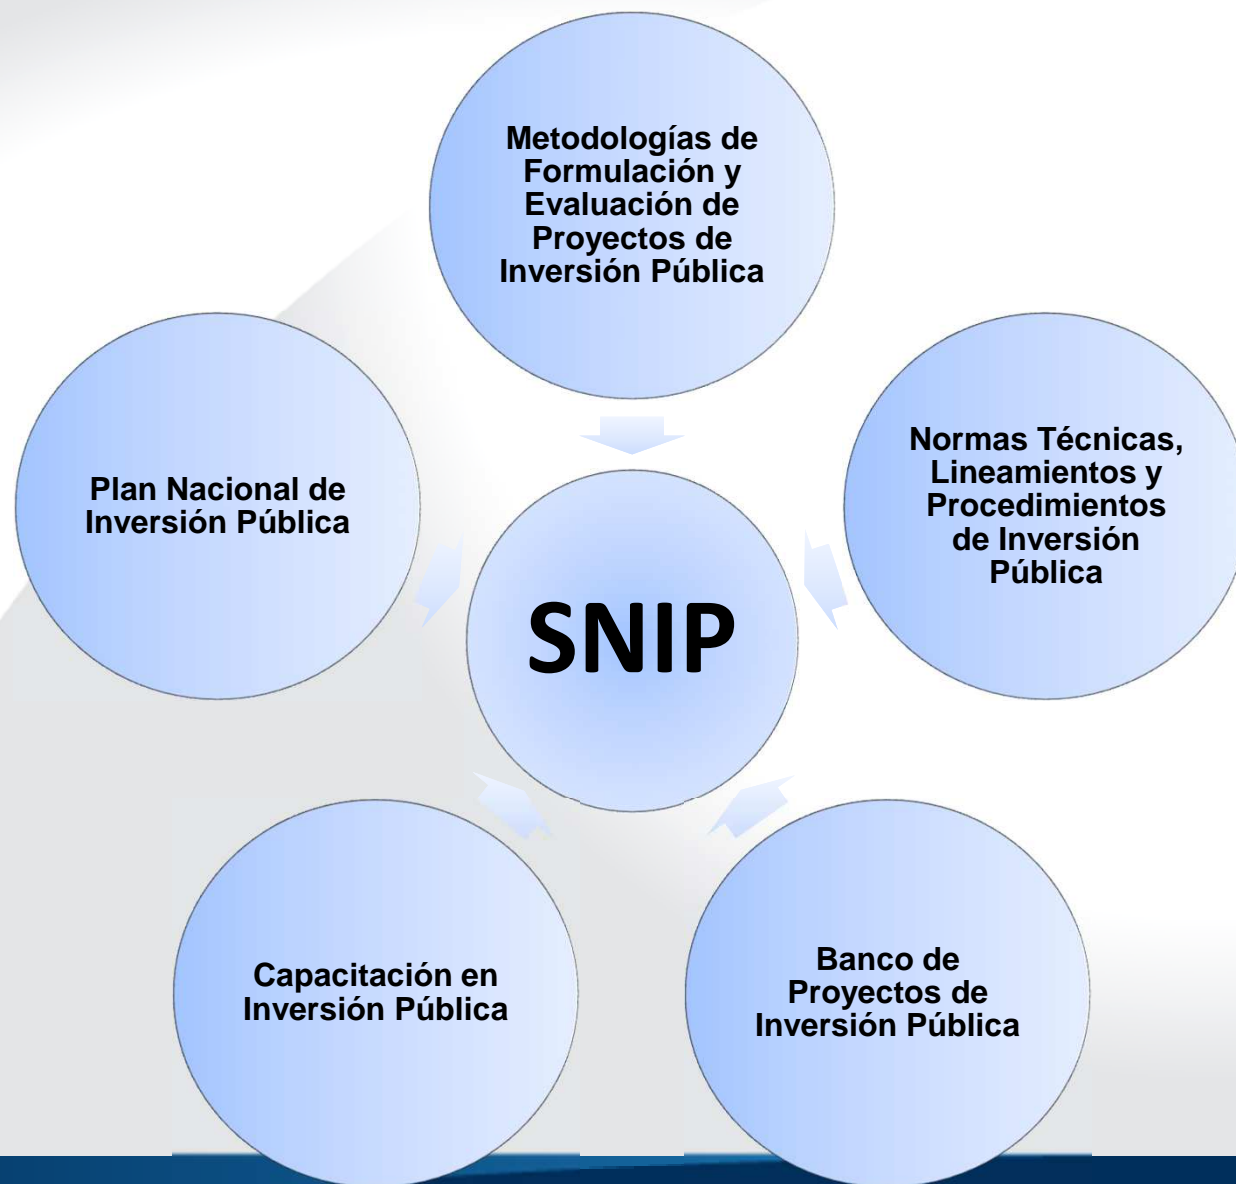 Metodologías de
Formulación y
Evaluación de
Proyectos de
Inversión Pública
Plan Nacional de
Inversión Pública
Normas Técnicas,
Lineamientos y
Procedimientos
de Inversión
Pública
SNIP
Capacitación en
Inversión Pública
Banco de
Proyectos de
Inversión Pública